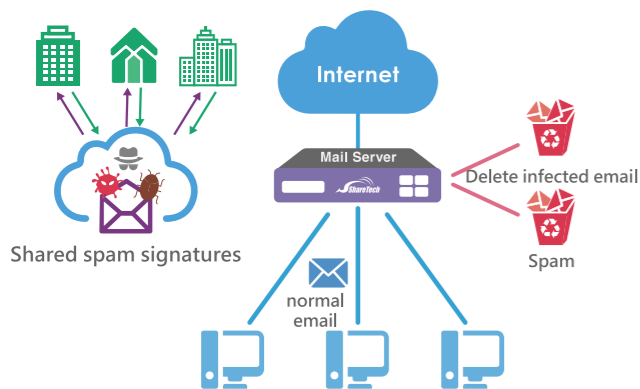 Internet
Mail Server
ShareTech
Delete infected email
Shared spam signatures
Spam
normal
email